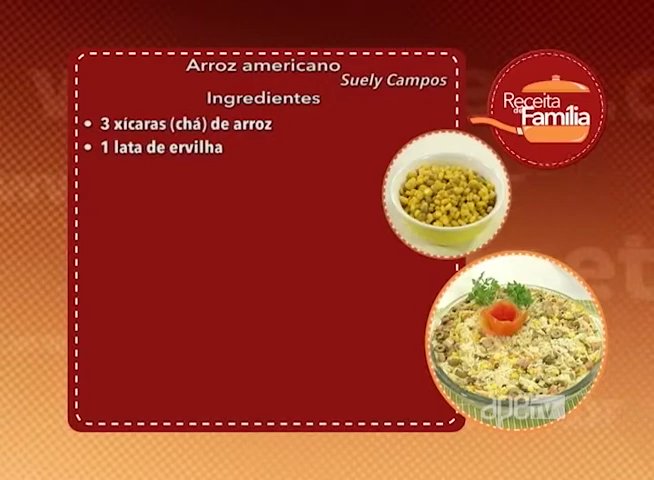 Arroz americano
Suely Campos
Ingredientes
• 3 xícaras (chá) de arroz
• 1 lata de ervilha
Receita
de Família